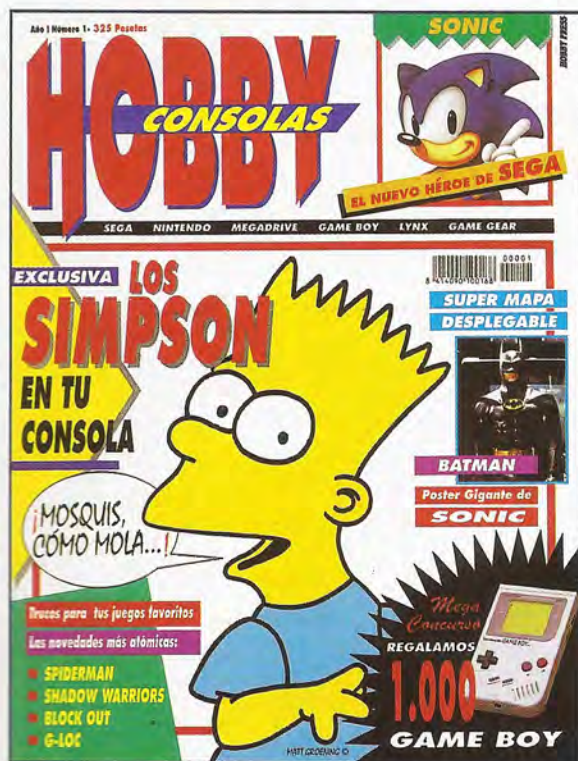 Año I Número 1 • 325 Pesetas
HOBBY
CONSOLAS
SONIC
EL NUEVO HÉROE DE SEGA
HOBBY PRESS
SEGA NINTENDO MEGADRIVE GAME BOY LYNX GAME GEAR
EXCLUSIVA LOS
SIMPSON
EN TU
CONSOLA
00001
8 414090 100168
SUPER MAPA
DESPLEGABLE
BATMAN
Poster Gigante de
SONIC
¡MOSQUIS,
CÓMO MOLA...!
Trucos para tus juegos favoritos
Las novedades más atómicas:
SPIDERMAN
SHADOW WARRIORS
BLOCK OUT
G-LOC
Mega
Concurso
REGALAMOS
1.000
GAME BOY
MATT GROENING ©